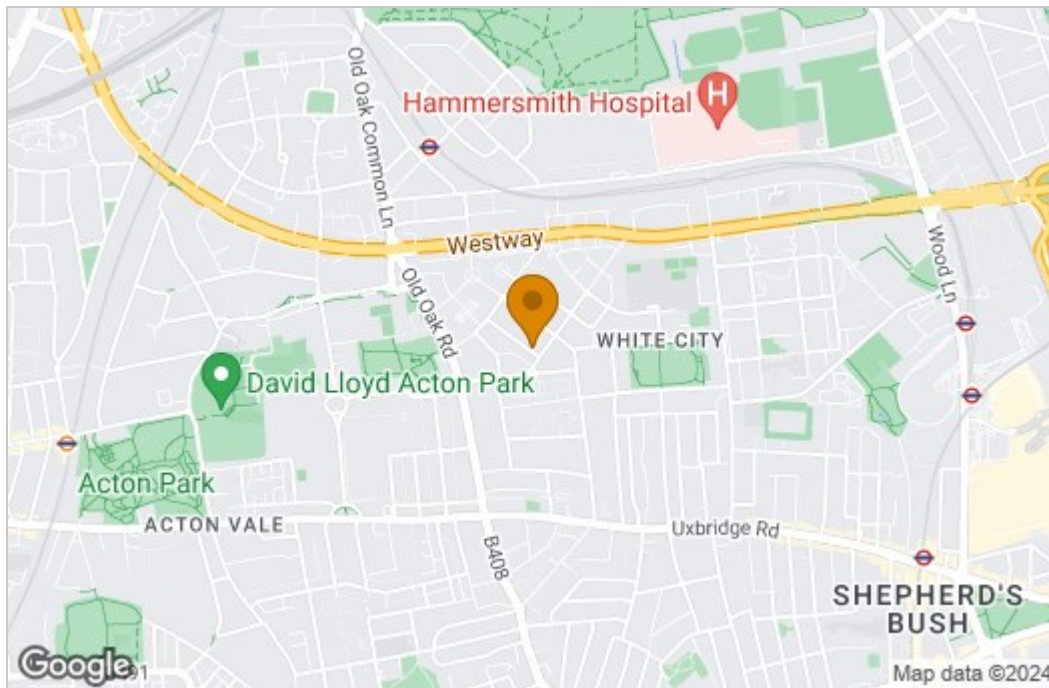 Old Oak Common Ln
Hammersmith Hospital
H
Westway
Wood Ln
Old Oak Rd
WHITE CITY
David Lloyd Acton Park
Acton Park
ACTON VALE
Uxbridge Rd
B408
SHEPHERD'S
BUSH
Google
Map data ©2024